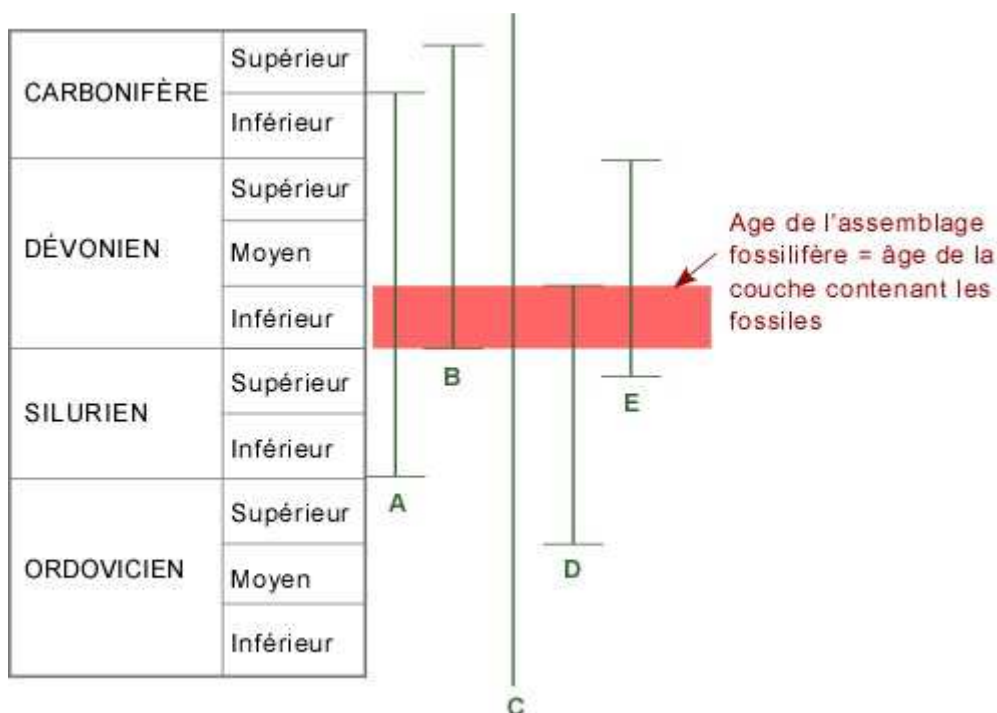 CARBONIFÈRE
Supérieur
Inférieur
DÉVONIEN
Supérieur
Moyen
Inférieur
SILURIEN
Supérieur
Inférieur
ORDOVICIEN
Supérieur
Moyen
Inférieur
A
B
C
D
E
Age de l'assemblage
fossilifère = âge de la
couche contenant les
fossiles